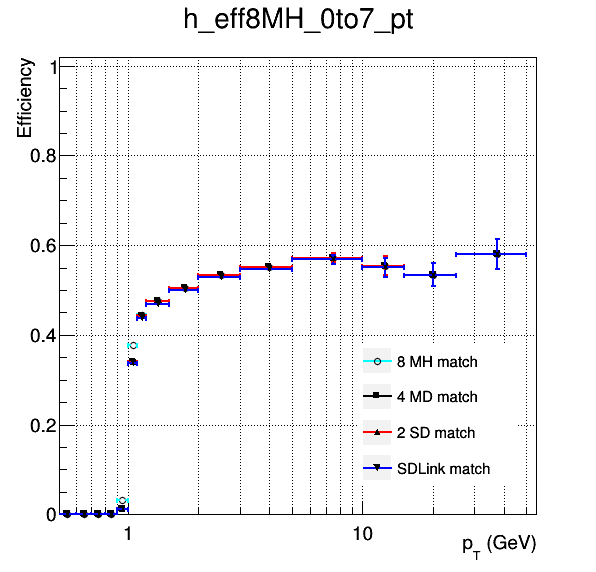 h_eff8MH_0to7_pt
Efficiency
1
0.8
0.6
0.4
0.2
0
8 MH match
4 MD match
2 SD match
SDLink match
1
10
p_T (GeV)